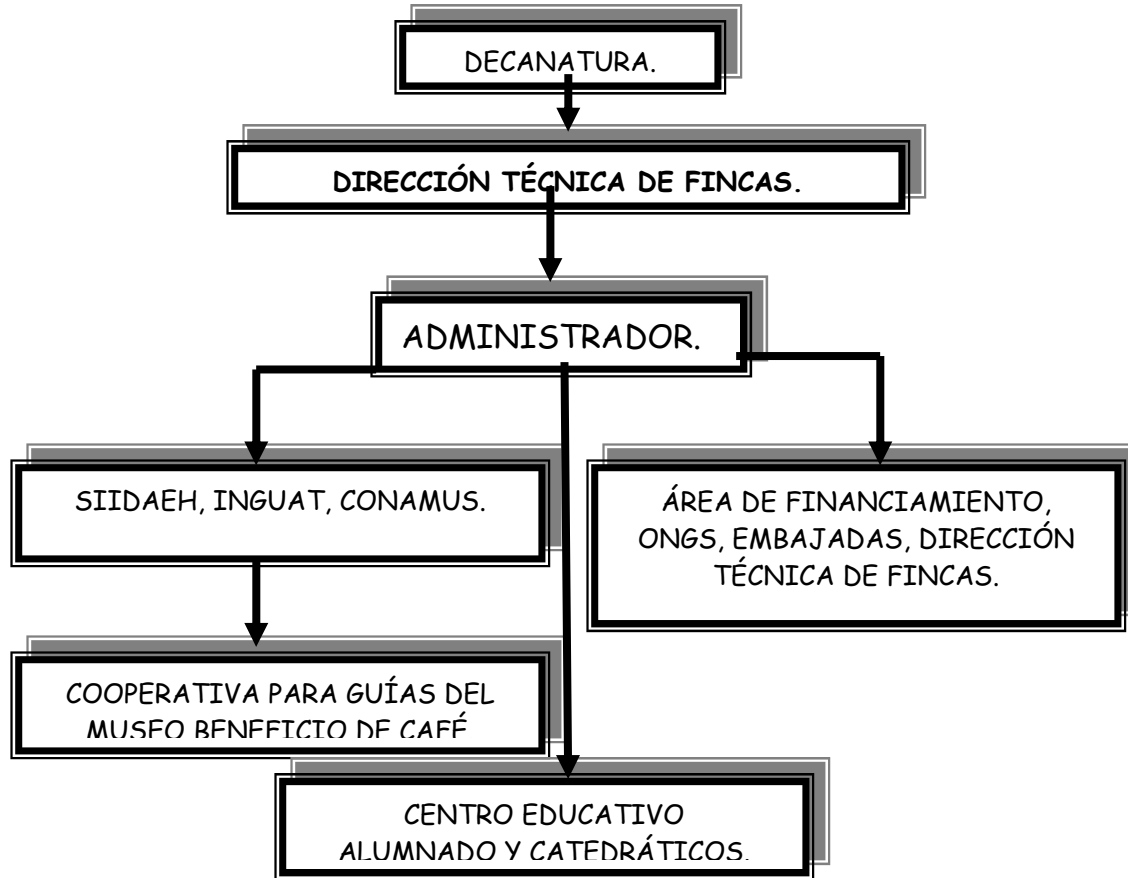 DECANATURA.
DIRECCIÓN TÉCNICA DE FINCAS.
ADMINISTRADOR.
SIIDAEH, INGUAT, CONAMUS.
ÁREA DE FINANCIAMIENTO,
ONGS, EMBAJADAS, DIRECCIÓN
TÉCNICA DE FINCAS.
COOPERATIVA PARA GUÍAS DEL
MUSEO BENEFICIO DE CAFÉ
CENTRO EDUCATIVO
ALUMNADO Y CATEDRÁTICOS.